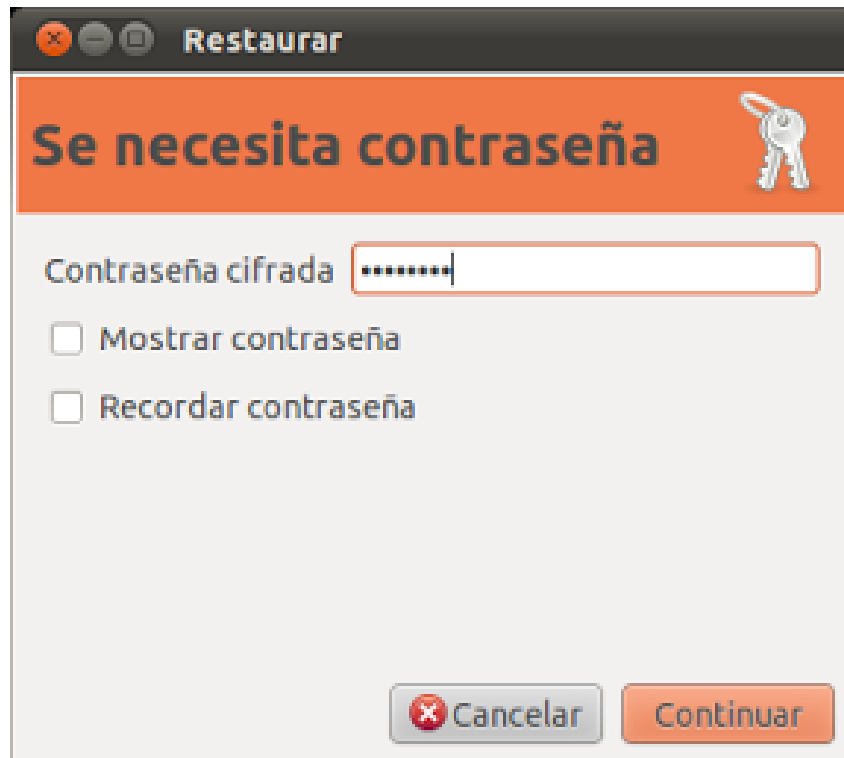 Restaurar
Se necesita contraseña
Contraseña cifrada ••••••••
Mostrar contraseña
Recordar contraseña
Cancelar Continuar